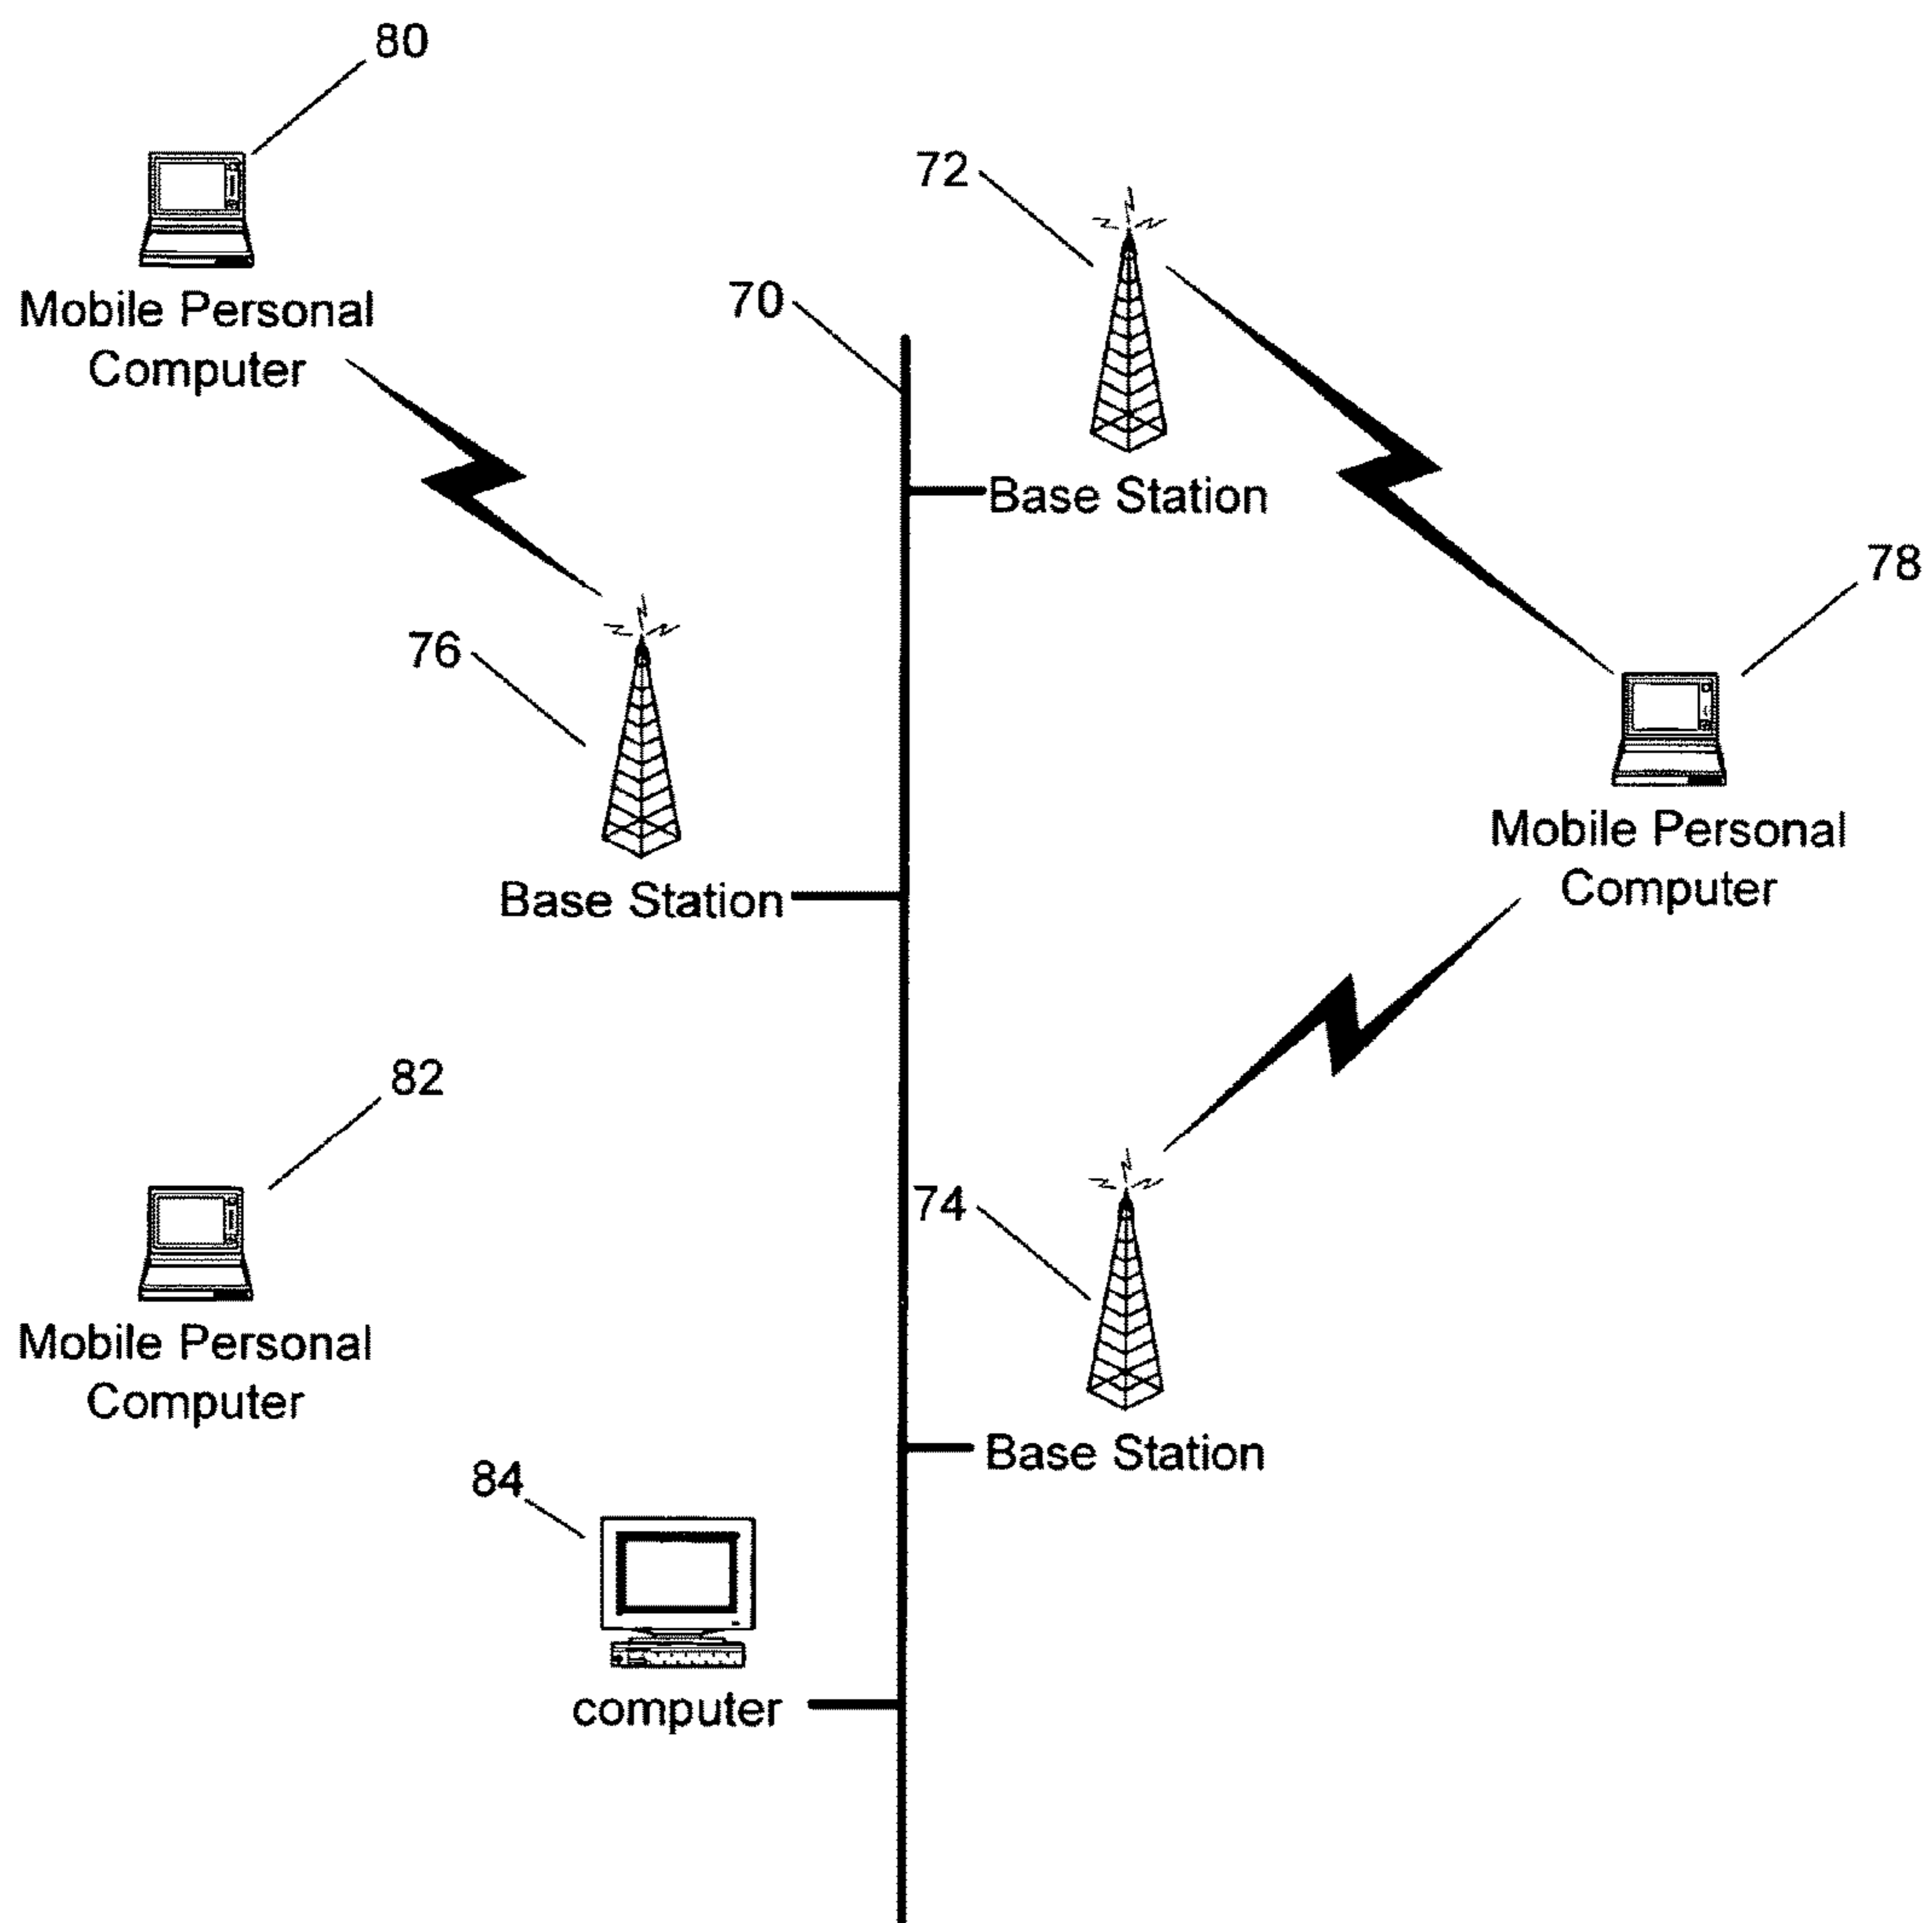 80
72
Mobile Personal
Computer
70
Base Station
78
76
Mobile Personal
Computer
Base Station
82
74
Mobile Personal
Computer
Base Station
84
computer